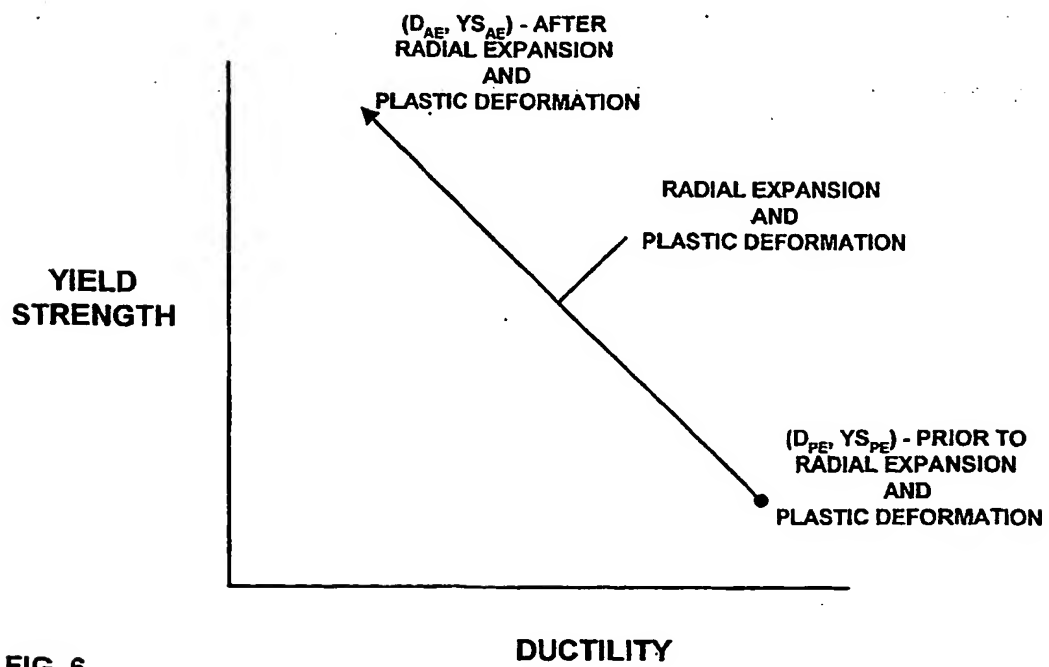 (D_AE, YS_AE) - AFTER
RADIAL EXPANSION
AND
PLASTIC DEFORMATION
RADIAL EXPANSION
AND
PLASTIC DEFORMATION
YIELD
STRENGTH
(D_PE, YS_PE) - PRIOR TO
RADIAL EXPANSION
AND
PLASTIC DEFORMATION
DUCTILITY
FIG. 6